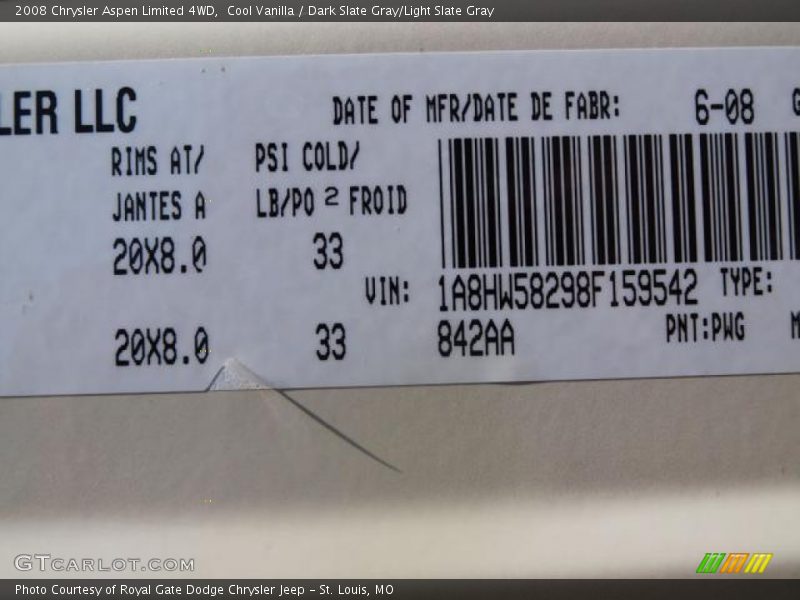 2008 Chrysler Aspen Limited 4WD,  Cool Vanilla / Dark Slate Gray/Light Slate Gray
LER LLC
DATE OF MFR/DATE DE FABR: 6-08
RIMS AT/ PSI COLD/
JANTES A LB/PO 2 FROID
20X8.0 33
VIN: 1A8HW58298F159542 TYPE:
20X8.0 33 842AA PNT:PWG
GTCARLOT.COM
Photo Courtesy of Royal Gate Dodge Chrysler Jeep - St. Louis, MO